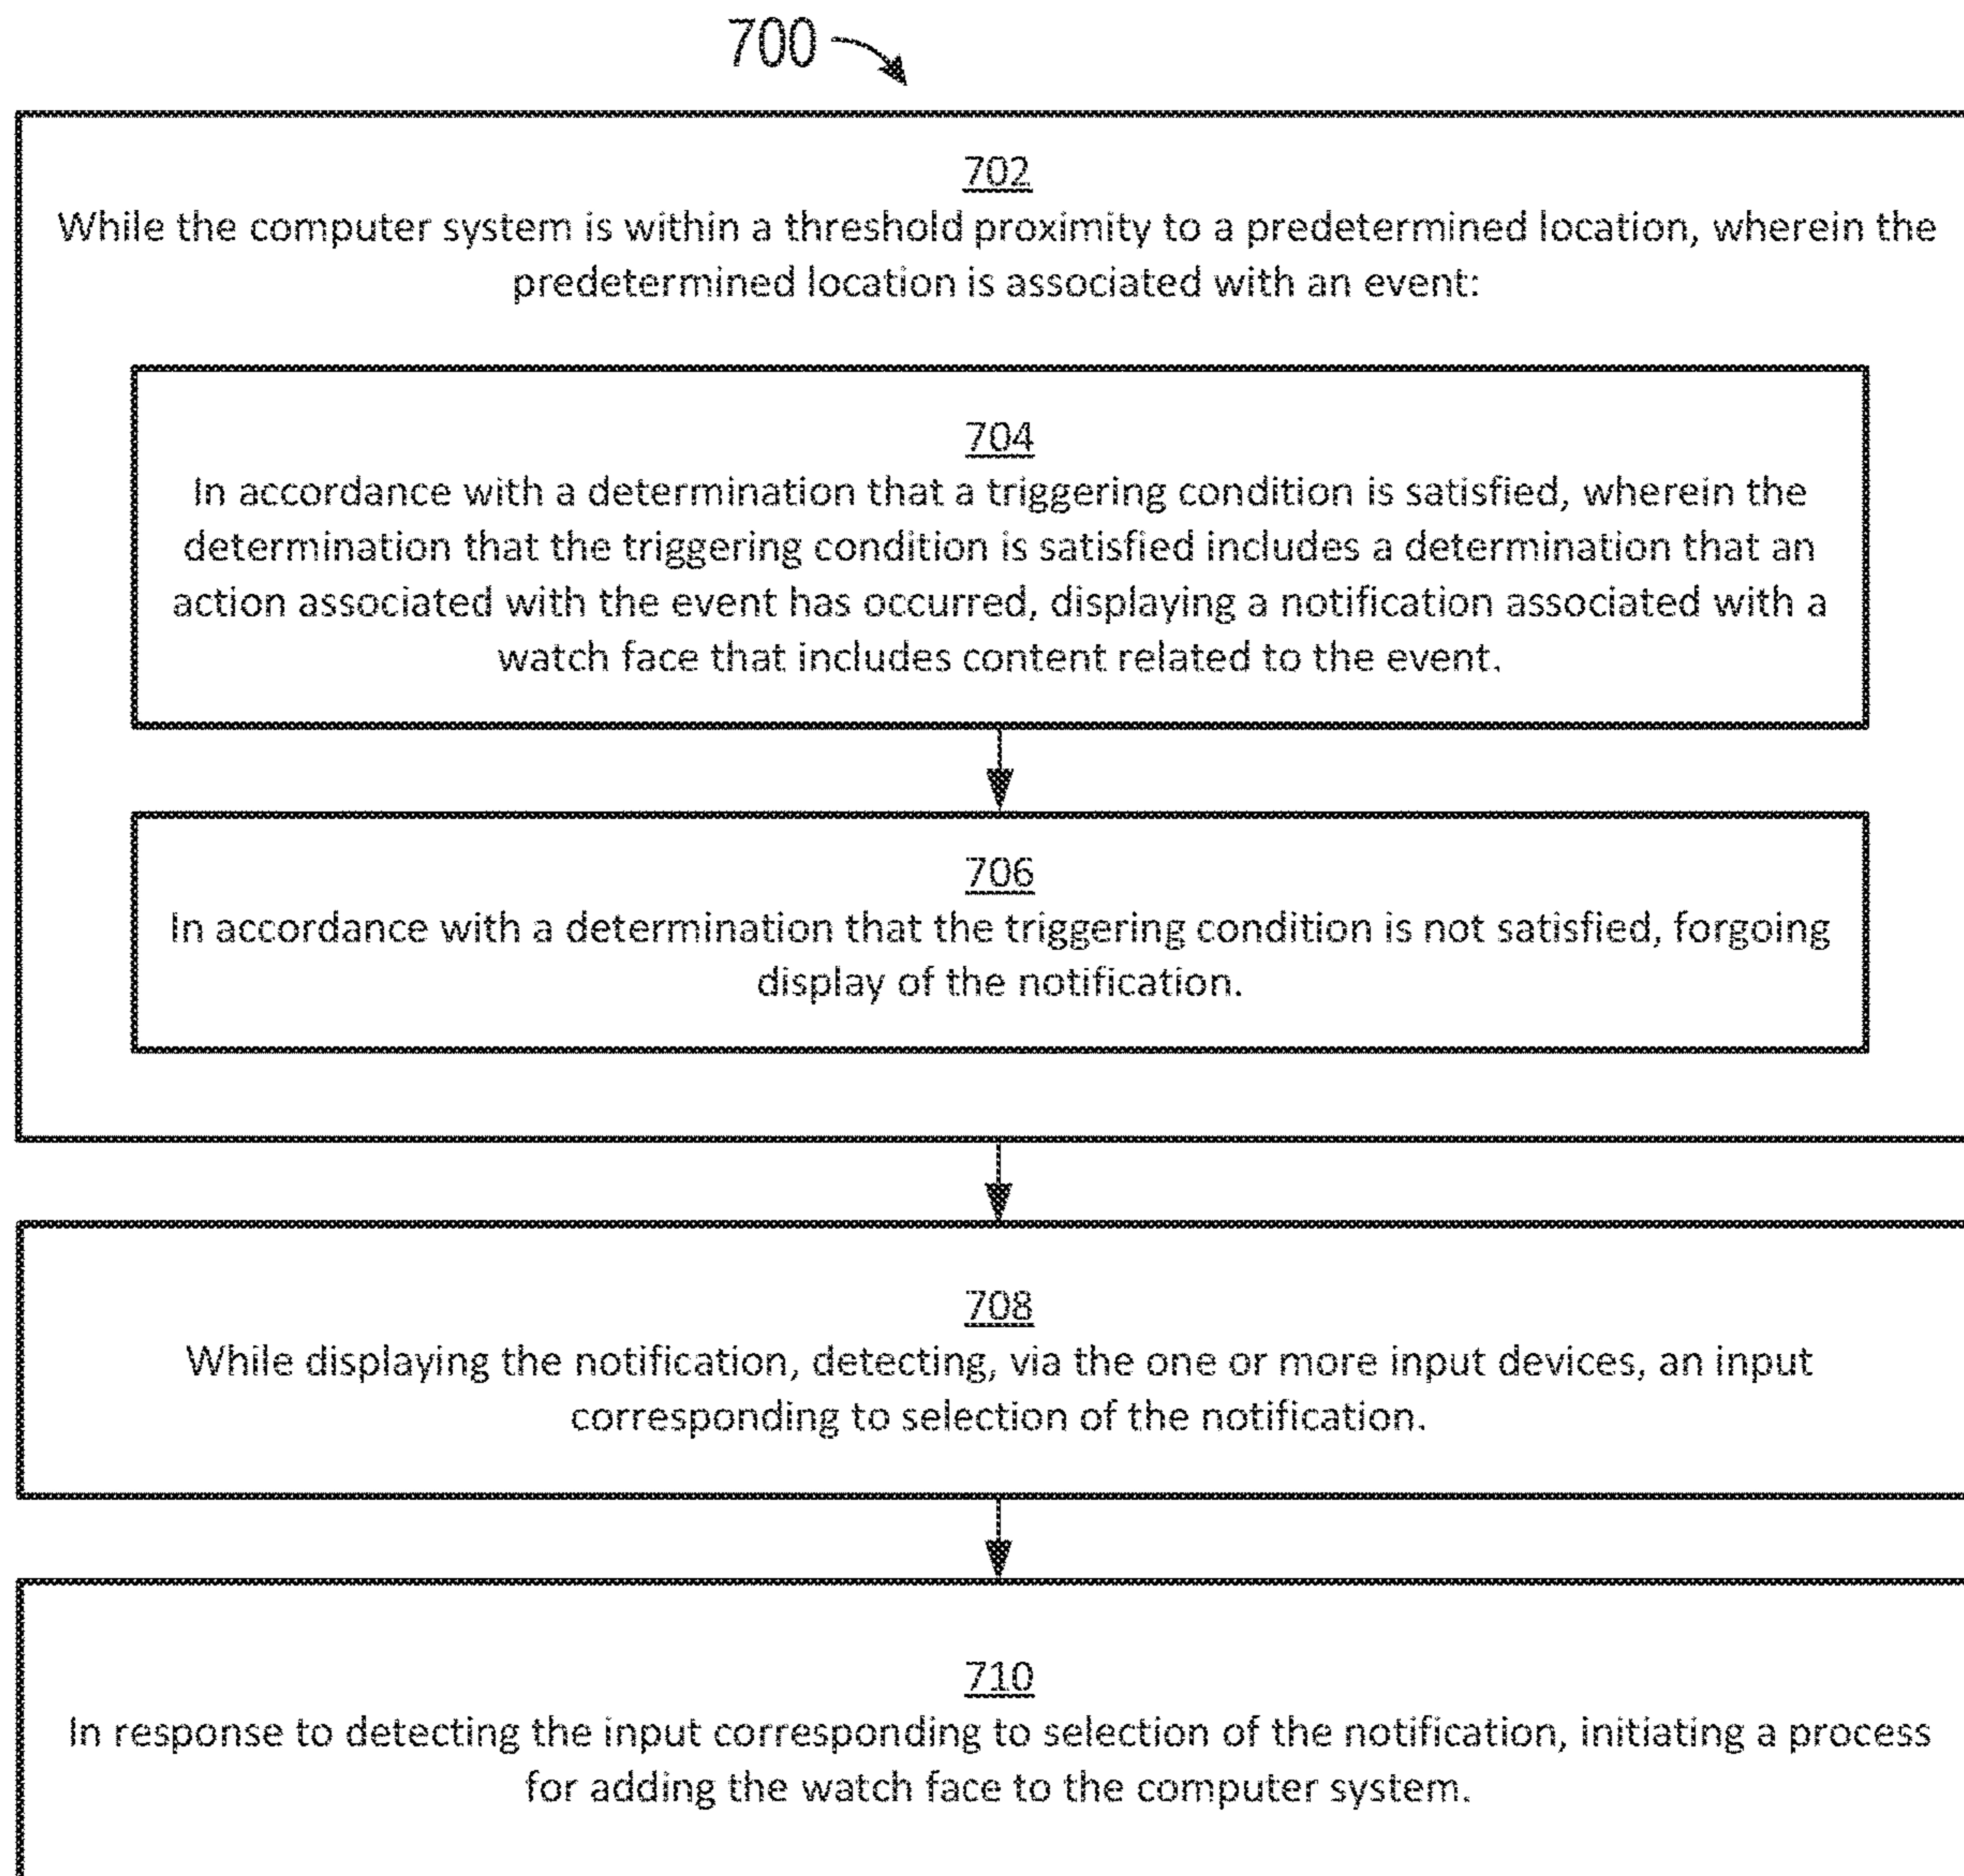 700
702
While the computer system is within a threshold proximity to a predetermined location, wherein the
predetermined location is associated with an event:
704
In accordance with a determination that a triggering condition is satisfied, wherein the
determination that the triggering condition is satisfied includes a determination that an
action associated with the event has occurred, displaying a notification associated with a
watch face that includes content related to the event.
706
In accordance with a determination that the triggering condition is not satisfied, forgoing
display of the notification.
708
While displaying the notification, detecting, via the one or more input devices, an input
corresponding to selection of the notification.
710
In response to detecting the input corresponding to selection of the notification, initiating a process
for adding the watch face to the computer system.